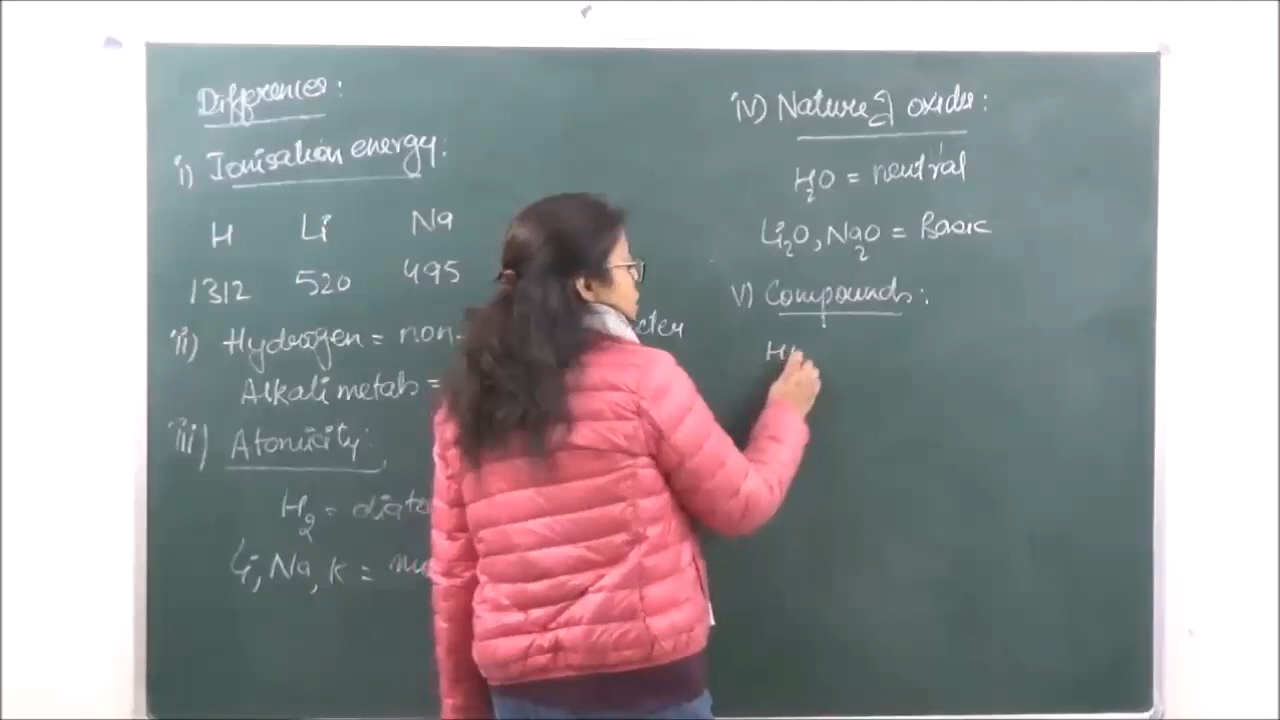 Differences:
i) Ionisation energy:
H Li Na
1312 520 495
ii) Hydrogen = non-
Alkali metals =
iii) Atomicity:
H2 = diato
Li, Na, K =
iv) Nature of oxides:
H2O = neutral
Li2O, Na2O = Basic
v) Compounds: